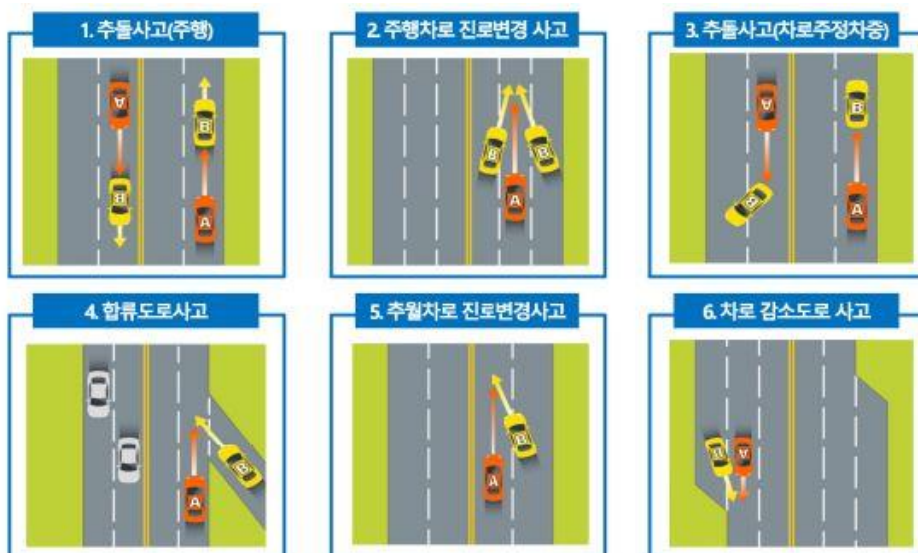 1. 추돌사고(주행)
A
B
B
A
2. 주행차로 진로변경 사고
B
B
A
3. 추돌사고(차로주정차중)
A
B
B
A
4. 합류도로사고
B
A
5. 추월차로 진로변경사고
B
A
6. 차로 감소도로 사고
B
A